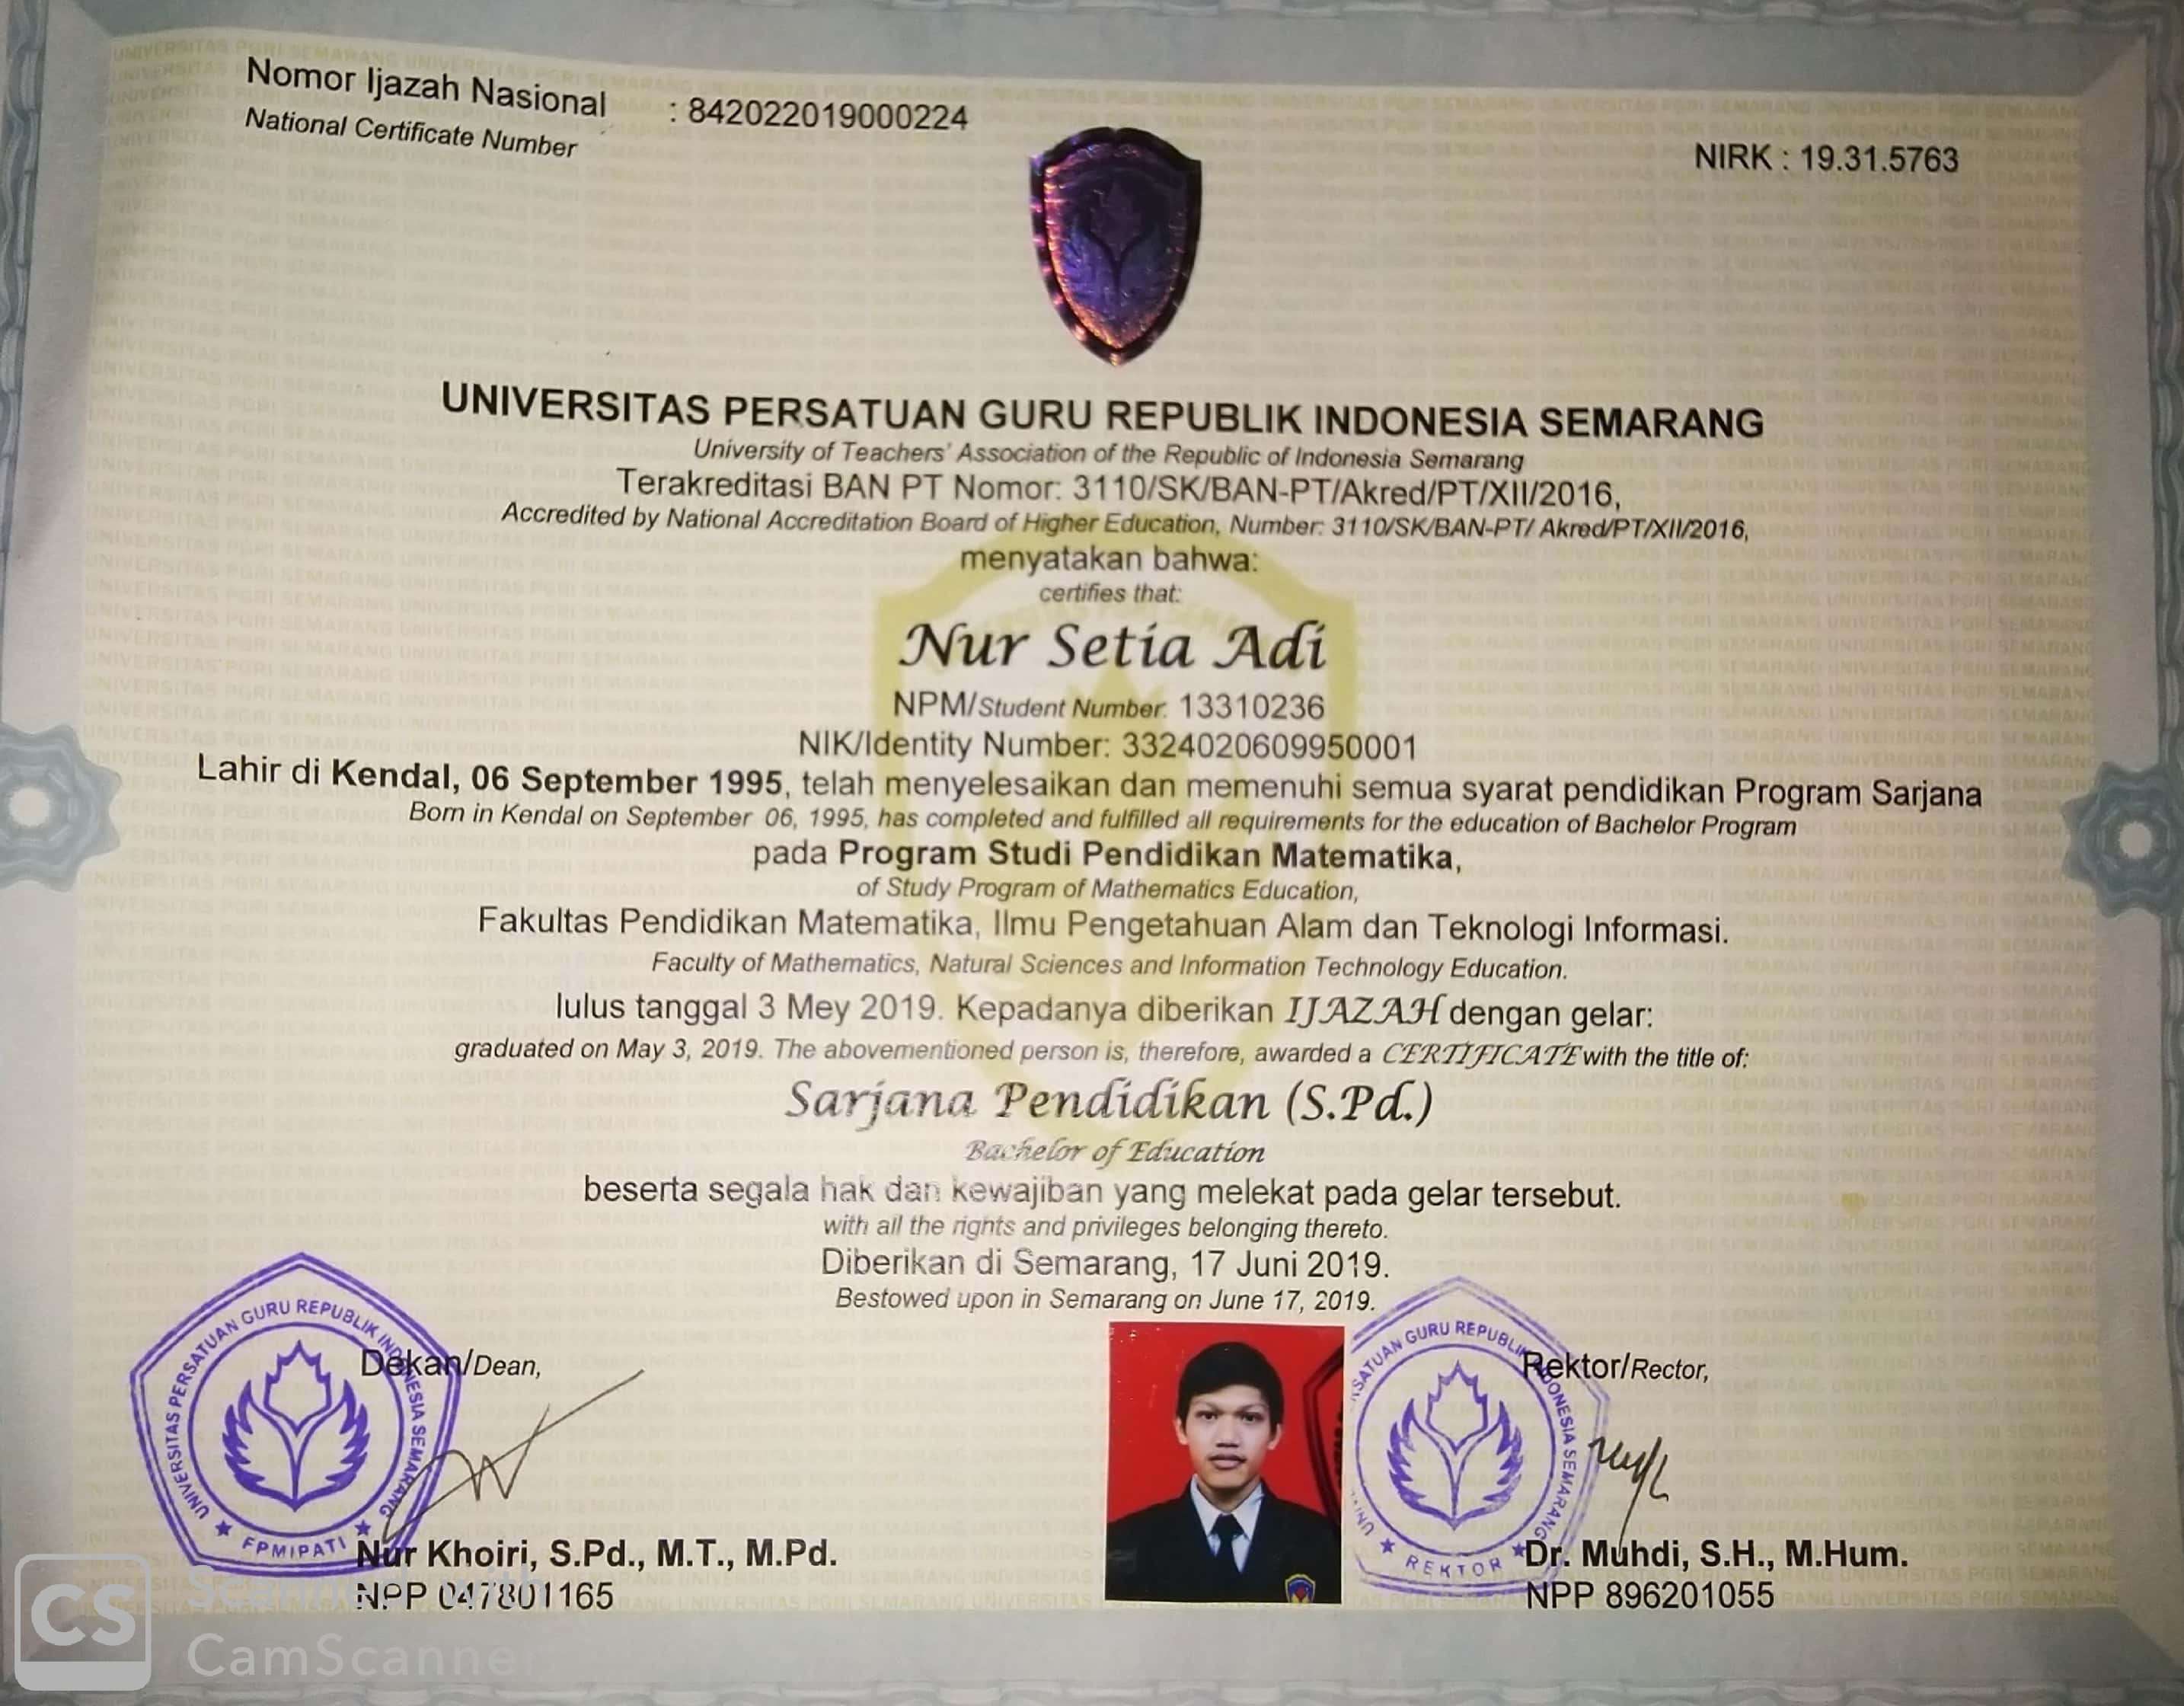 Nomor Ijazah Nasional : 842022019000224
National Certificate Number
NIRK : 19.31.5763
UNIVERSITAS PERSATUAN GURU REPUBLIK INDONESIA SEMARANG
University of Teachers' Association of the Republic of Indonesia Semarang
Terakreditasi BAN PT Nomor: 3110/SK/BAN-PT/Akred/PT/XII/2016,
Accredited by National Accreditation Board of Higher Education, Number: 3110/SK/BAN-PT/ Akred/PT/XII/2016,
menyatakan bahwa:
certifies that:
Nur Setia Adi
NPM/Student Number: 13310236
NIK/Identity Number: 3324020609950001
Lahir di Kendal, 06 September 1995, telah menyelesaikan dan memenuhi semua syarat pendidikan Program Sarjana
Born in Kendal on September 06, 1995, has completed and fulfilled all requirements for the education of Bachelor Program
pada Program Studi Pendidikan Matematika,
of Study Program of Mathematics Education,
Fakultas Pendidikan Matematika, Ilmu Pengetahuan Alam dan Teknologi Informasi.
Faculty of Mathematics, Natural Sciences and Information Technology Education.
lulus tanggal 3 Mey 2019. Kepadanya diberikan IJAZAH dengan gelar:
graduated on May 3, 2019. The abovementioned person is, therefore, awarded a CERTIFICATE with the title of:
Sarjana Pendidikan (S.Pd.)
Bachelor of Education
beserta segala hak dan kewajiban yang melekat pada gelar tersebut.
with all the rights and privileges belonging thereto.
Diberikan di Semarang, 17 Juni 2019.
Bestowed upon in Semarang on June 17, 2019.
UNIVERSITAS PERSATUAN GURU REPUBLIK INDONESIA SEMARANG
★ FPMIPATI ★
Dekan/Dean,
Nur Khoiri, S.Pd., M.T., M.Pd.
NPP 047801165
GURU REPUBLIK INDONESIA SEMARANG
★ REKTOR ★
Rektor/Rector,
Dr. Muhdi, S.H., M.Hum.
NPP 896201055
CS
Scanned with
CamScanner